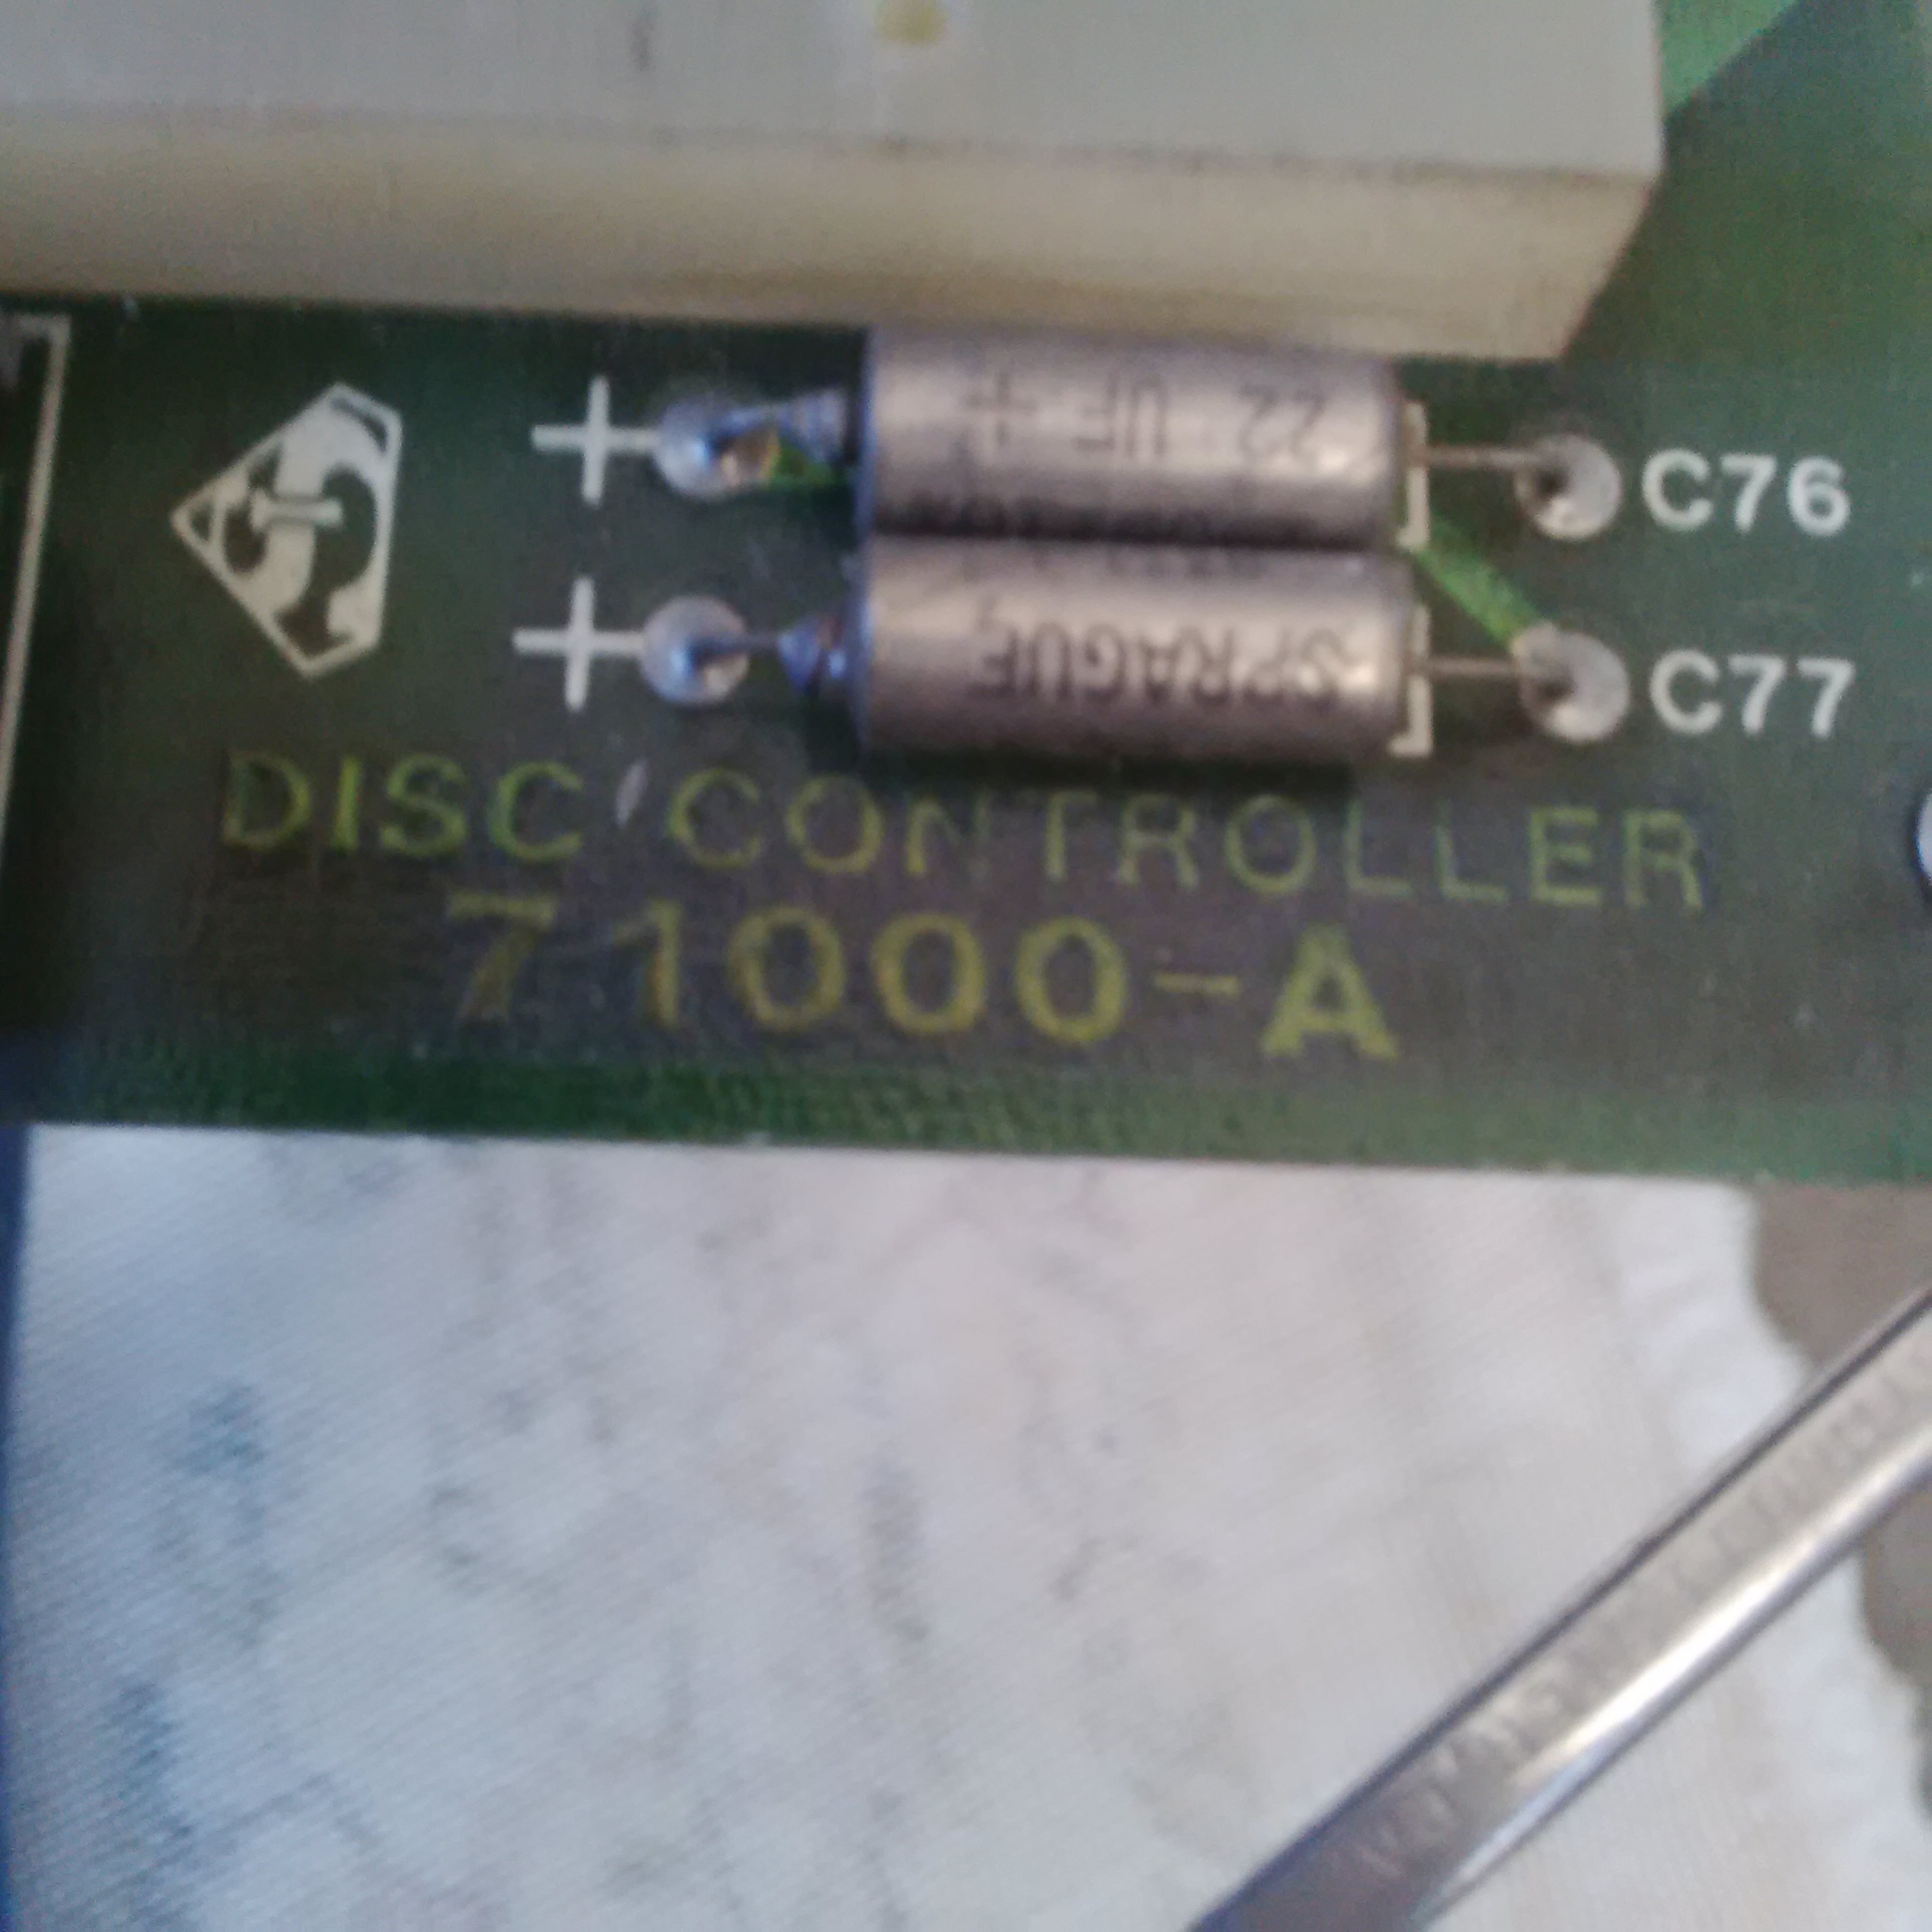 22 UF +
+ C76
SPRAGUE
+ C77
DISC CONTROLLER
71000-A